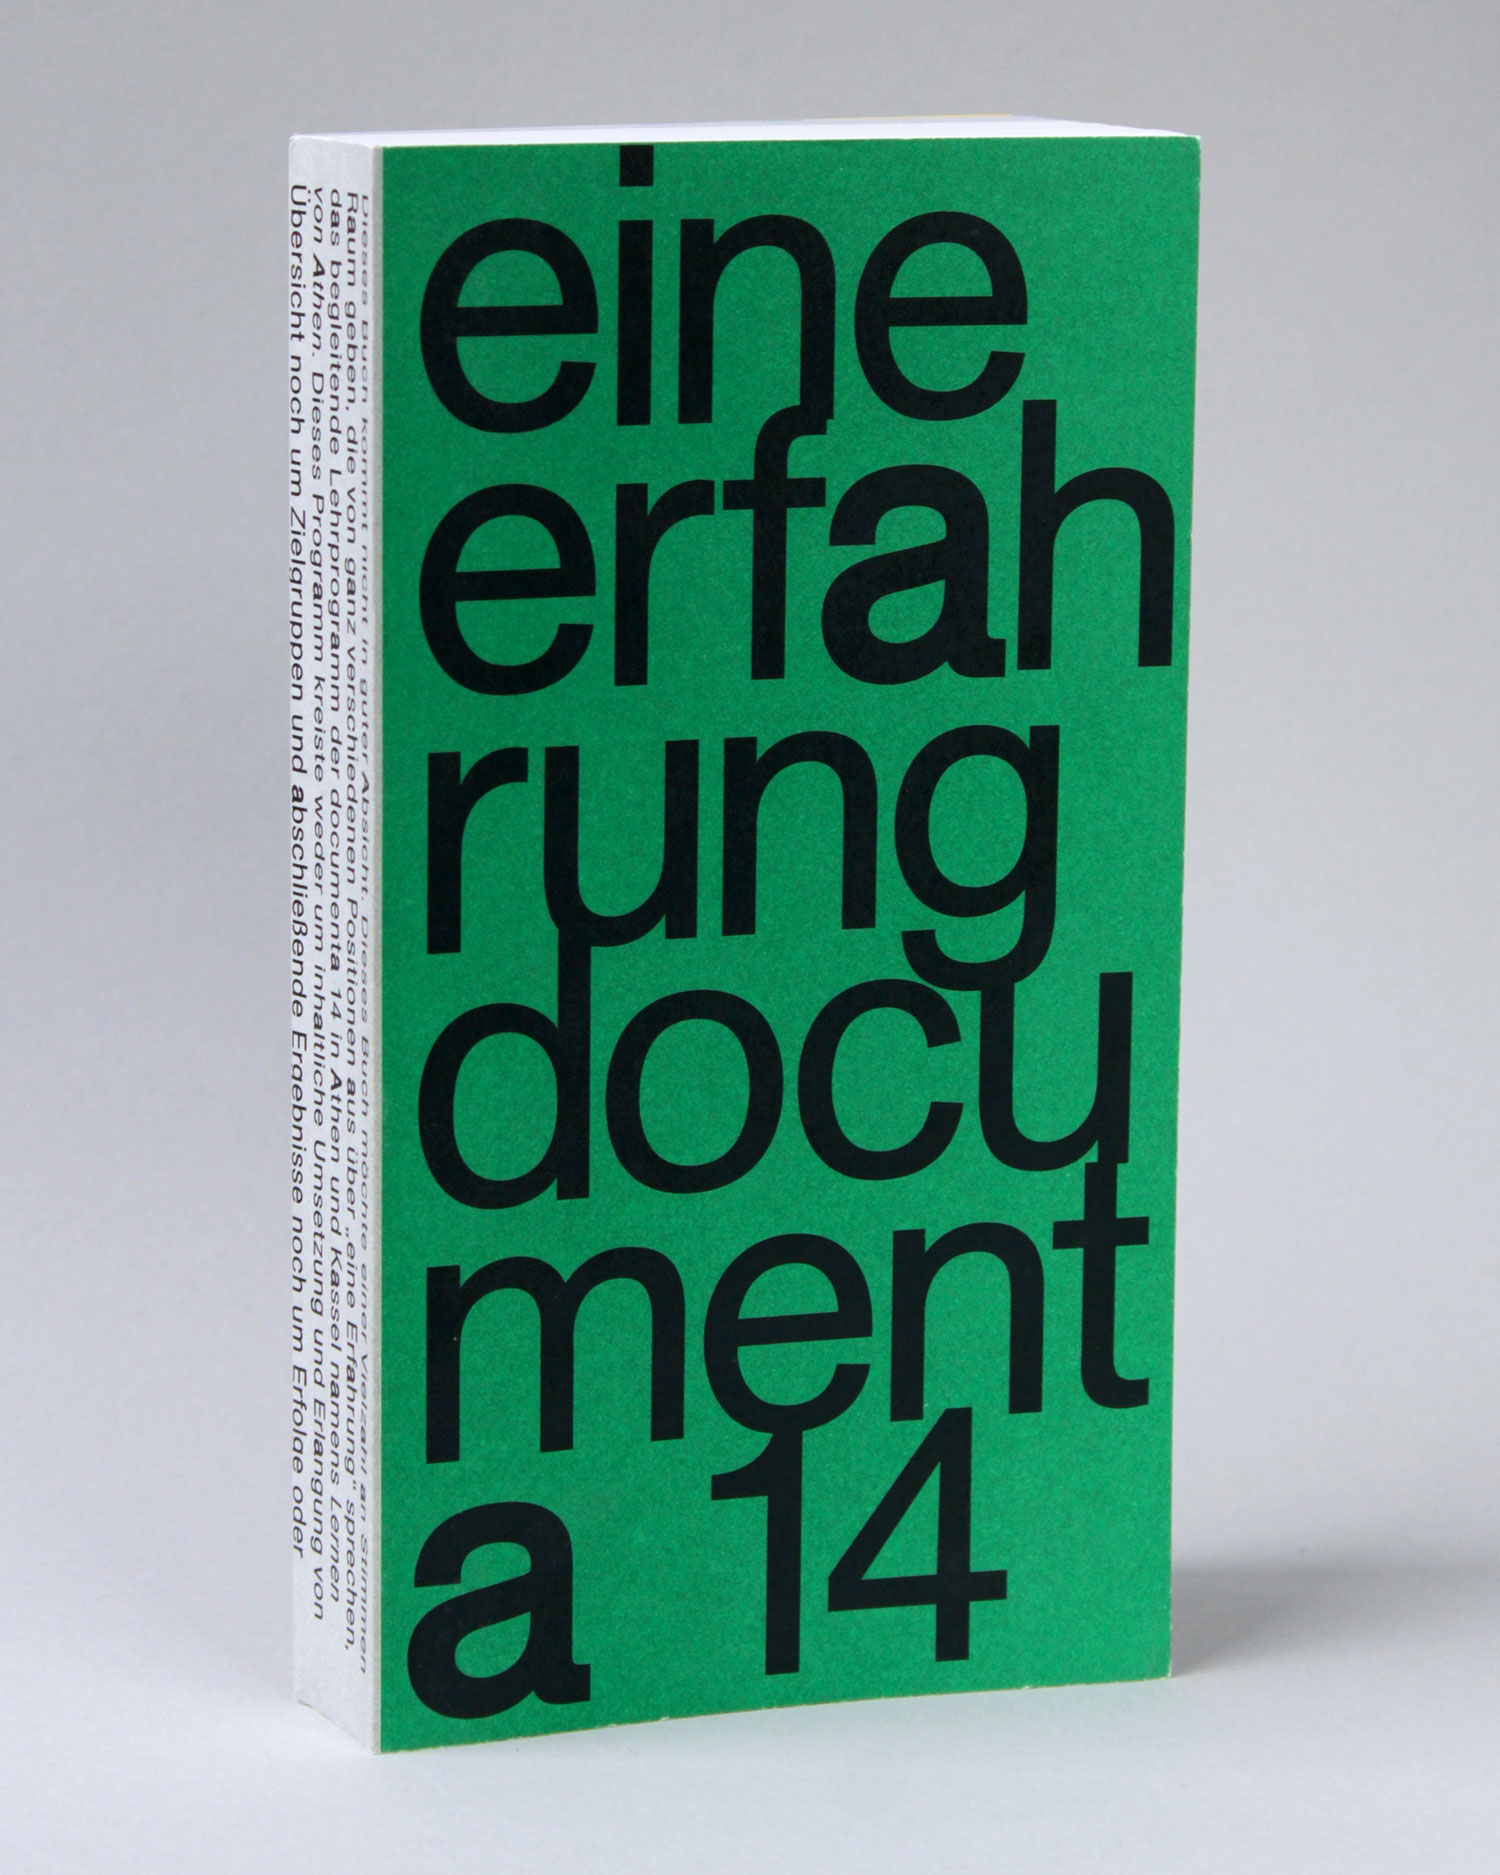 eine
erfah
rung
docu
ment
a 14
Dieses Buch kommt nicht in guter Absicht. Dieses Buch möchte einer Vielzahl an Stimmen
Raum geben, die von ganz verschiedenen Positionen aus über „eine Erfahrung“ sprechen,
das begleitende Lehrprogramm der documenta 14 in Athen und Kassel namens Lernen
von Athen. Dieses Programm kreiste weder um inhaltliche Umsetzung und Erlangung von
Übersicht noch um Zielgruppen und abschließende Ergebnisse noch um Erfolge oder